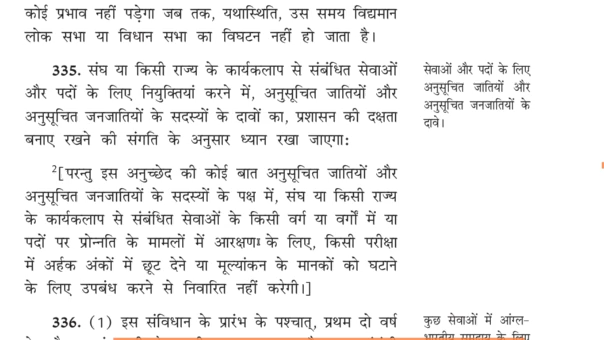 कोई प्रभाव नहीं पड़ेगा जब तक, यथास्थिति, उस समय विद्यमान
लोक सभा या विधान सभा का विघटन नहीं हो जाता है।
335. संघ या किसी राज्य के कार्यकलाप से संबंधित सेवाओं
और पदों के लिए नियुक्तियां करने में, अनुसूचित जातियों और
अनुसूचित जनजातियों के सदस्यों के दावों का, प्रशासन की दक्षता
बनाए रखने की संगति के अनुसार ध्यान रखा जाएगा:
सेवाओं और पदों के लिए
अनुसूचित जातियों और
अनुसूचित जनजातियों के
दावे।
2[परन्तु इस अनुच्छेद की कोई बात अनुसूचित जातियों और
अनुसूचित जनजातियों के सदस्यों के पक्ष में, संघ या किसी राज्य
के कार्यकलाप से संबंधित सेवाओं के किसी वर्ग या वर्गों में या
पदों पर प्रोन्नति के मामलों में आरक्षण के लिए, किसी परीक्षा
में अर्हक अंकों में छूट देने या मूल्यांकन के मानकों को घटाने
के लिए उपबंध करने से निवारित नहीं करेगी।]
336. (1) इस संविधान के प्रारंभ के पश्चात्, प्रथम दो वर्ष
कुछ सेवाओं में आंग्ल-